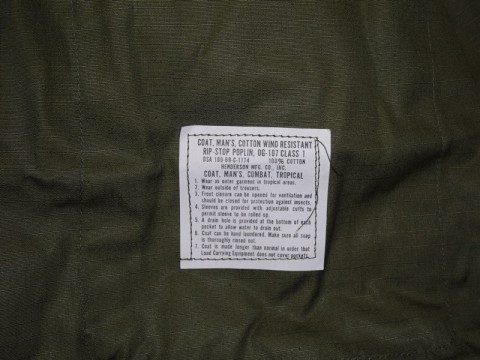 COAT, MAN'S, COTTON WIND RESISTANT
RIP-STOP POPLIN, OG-107 CLASS 1
DSA 100-69-C-1174 100% COTTON
HENDERSON MFG. CO., INC.
COAT, MAN'S, COMBAT, TROPICAL
1. Wear as outer garment in tropical areas.
2. Wear outside of trousers.
3. Front closure can be opened for ventilation and
should be closed for protection against insects.
4. Sleeves are provided with adjustable cuffs to
permit sleeve to be rolled up.
5. A drain hole is provided at the bottom of each
pocket to allow water to drain out.
6. Coat can be hand laundered. Make sure all soap
is thoroughly rinsed out.
7. Coat is made longer than normal in order that
Load Carrying Equipment does not cover pockets.